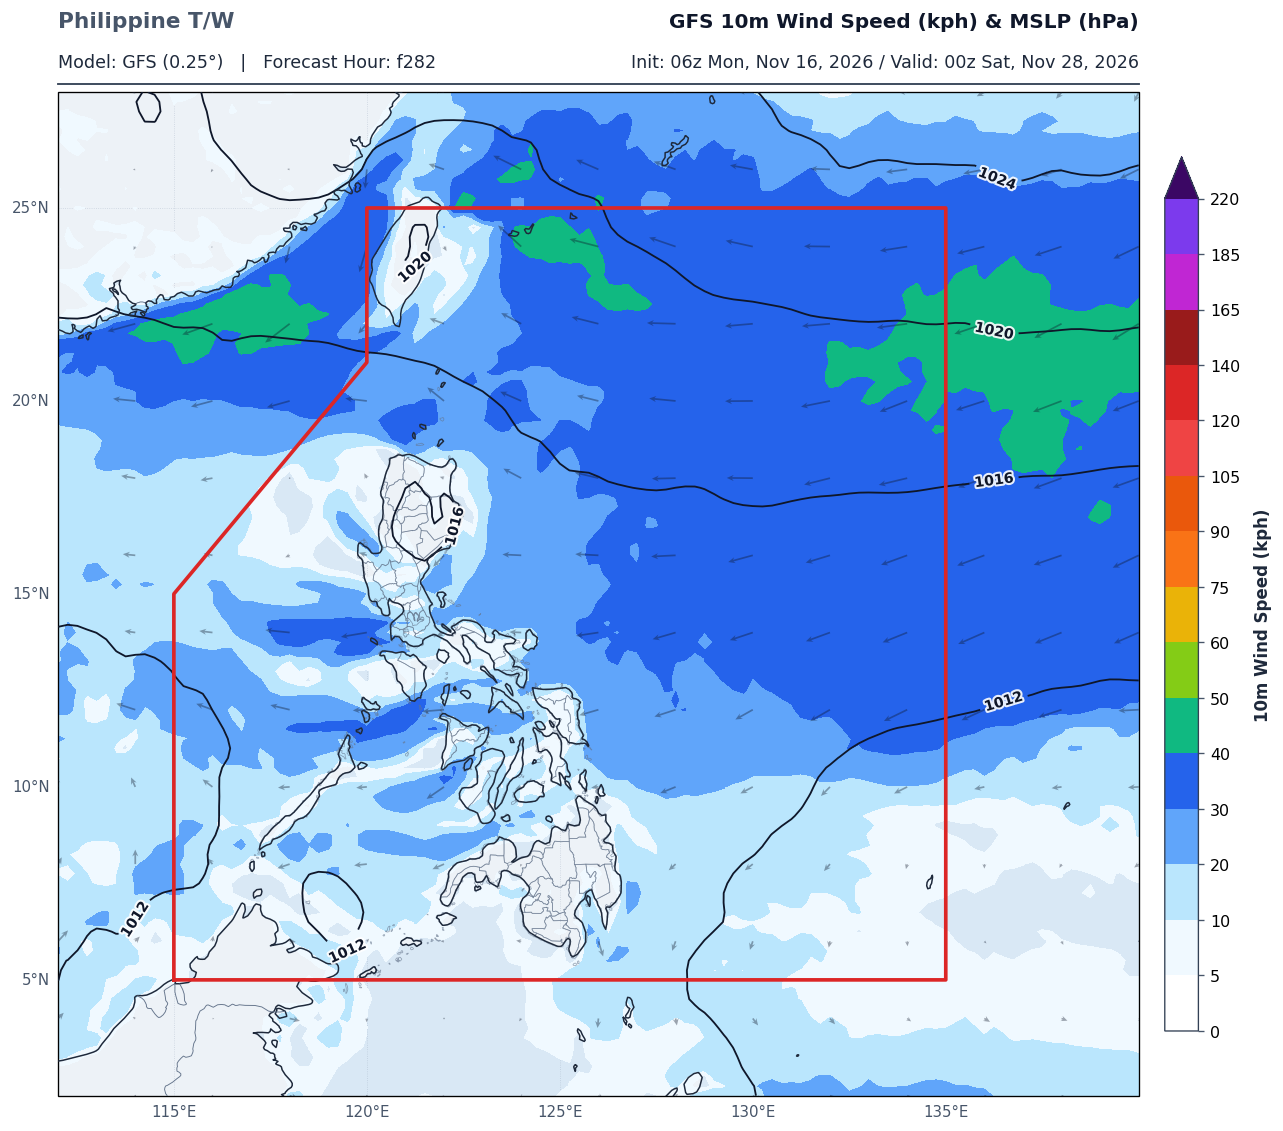 Philippine T/W
GFS 10m Wind Speed (kph) & MSLP (hPa)
Model: GFS (0.25°) | Forecast Hour: f282
Init: 06z Mon, Nov 16, 2026 / Valid: 00z Sat, Nov 28, 2026
1024
1020
1020
1016
1016
1012
1012
1012
25°N
20°N
15°N
10°N
5°N
115°E
120°E
125°E
130°E
135°E
220
185
165
140
120
105
90
75
60
50
40
30
20
10
5
0
10m Wind Speed (kph)